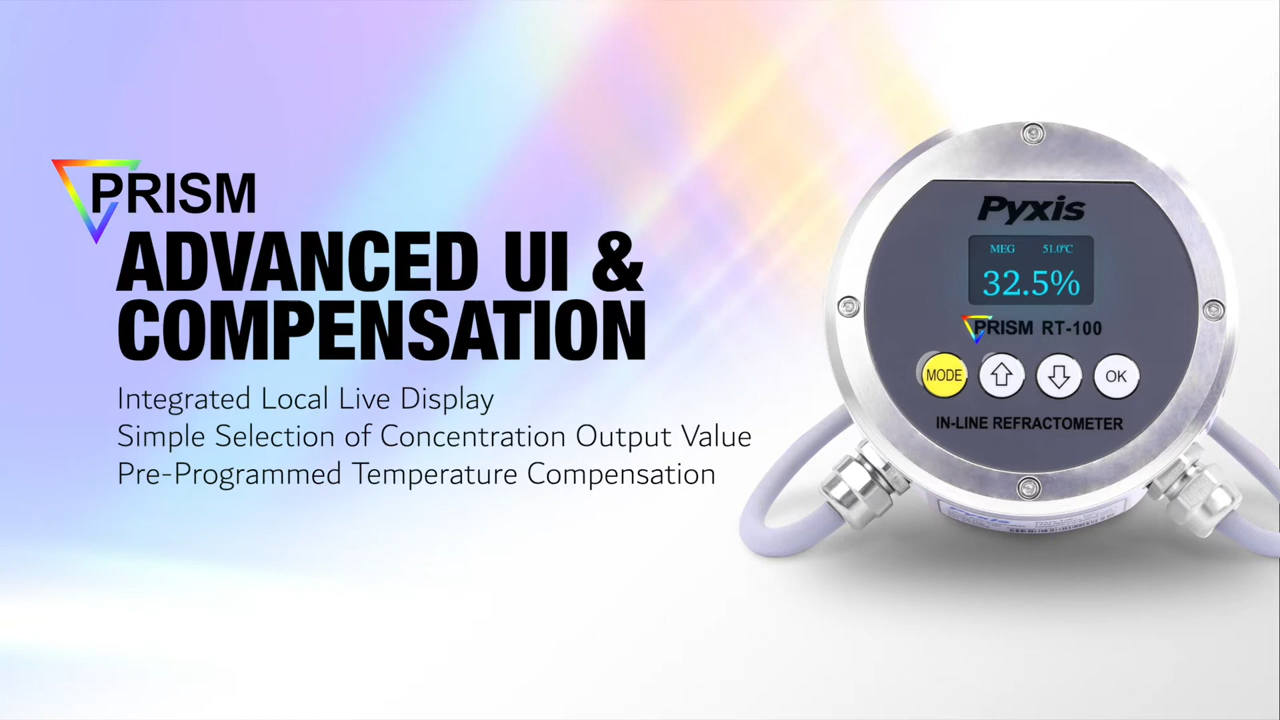 PRISM
ADVANCED UI &
COMPENSATION
Integrated Local Live Display
Simple Selection of Concentration Output Value
Pre-Programmed Temperature Compensation
Pyxis
MEG 51.0°C
32.5%
PRISM RT-100
MODE OK
IN-LINE REFRACTOMETER
Pyxis